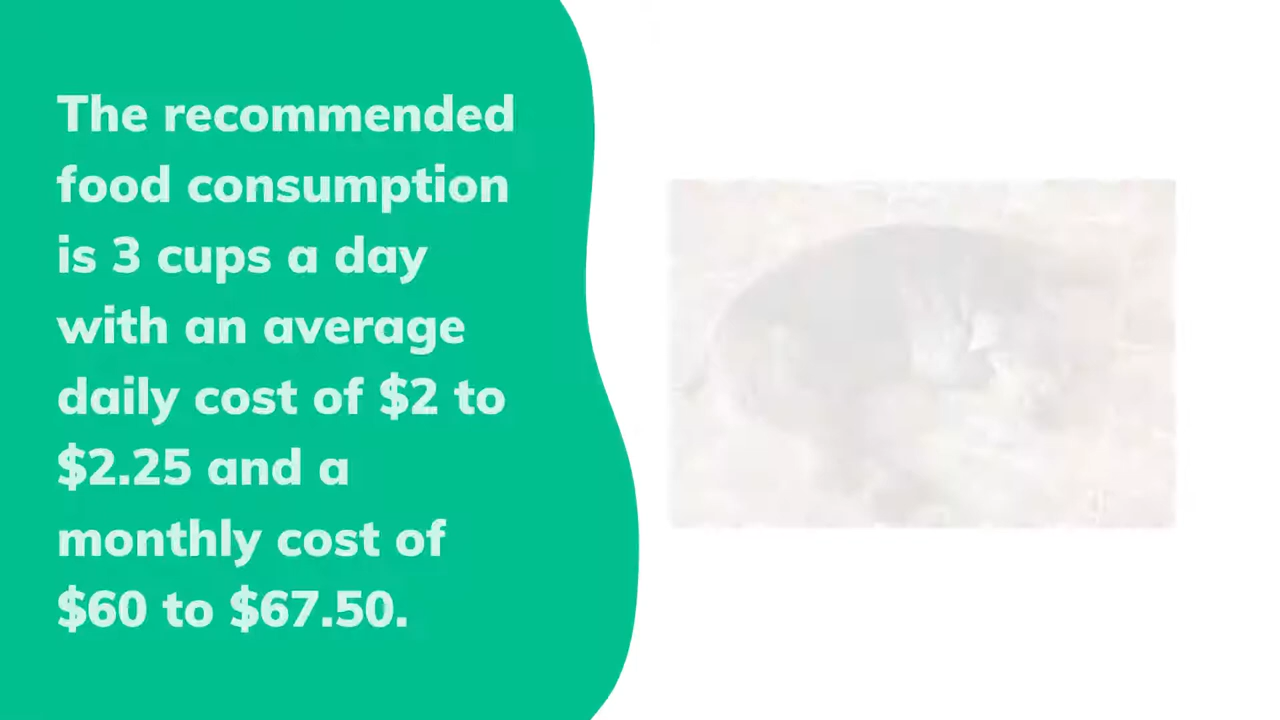 The recommended
food consumption
is 3 cups a day
with an average
daily cost of $2 to
$2.25 and a
monthly cost of
$60 to $67.50.